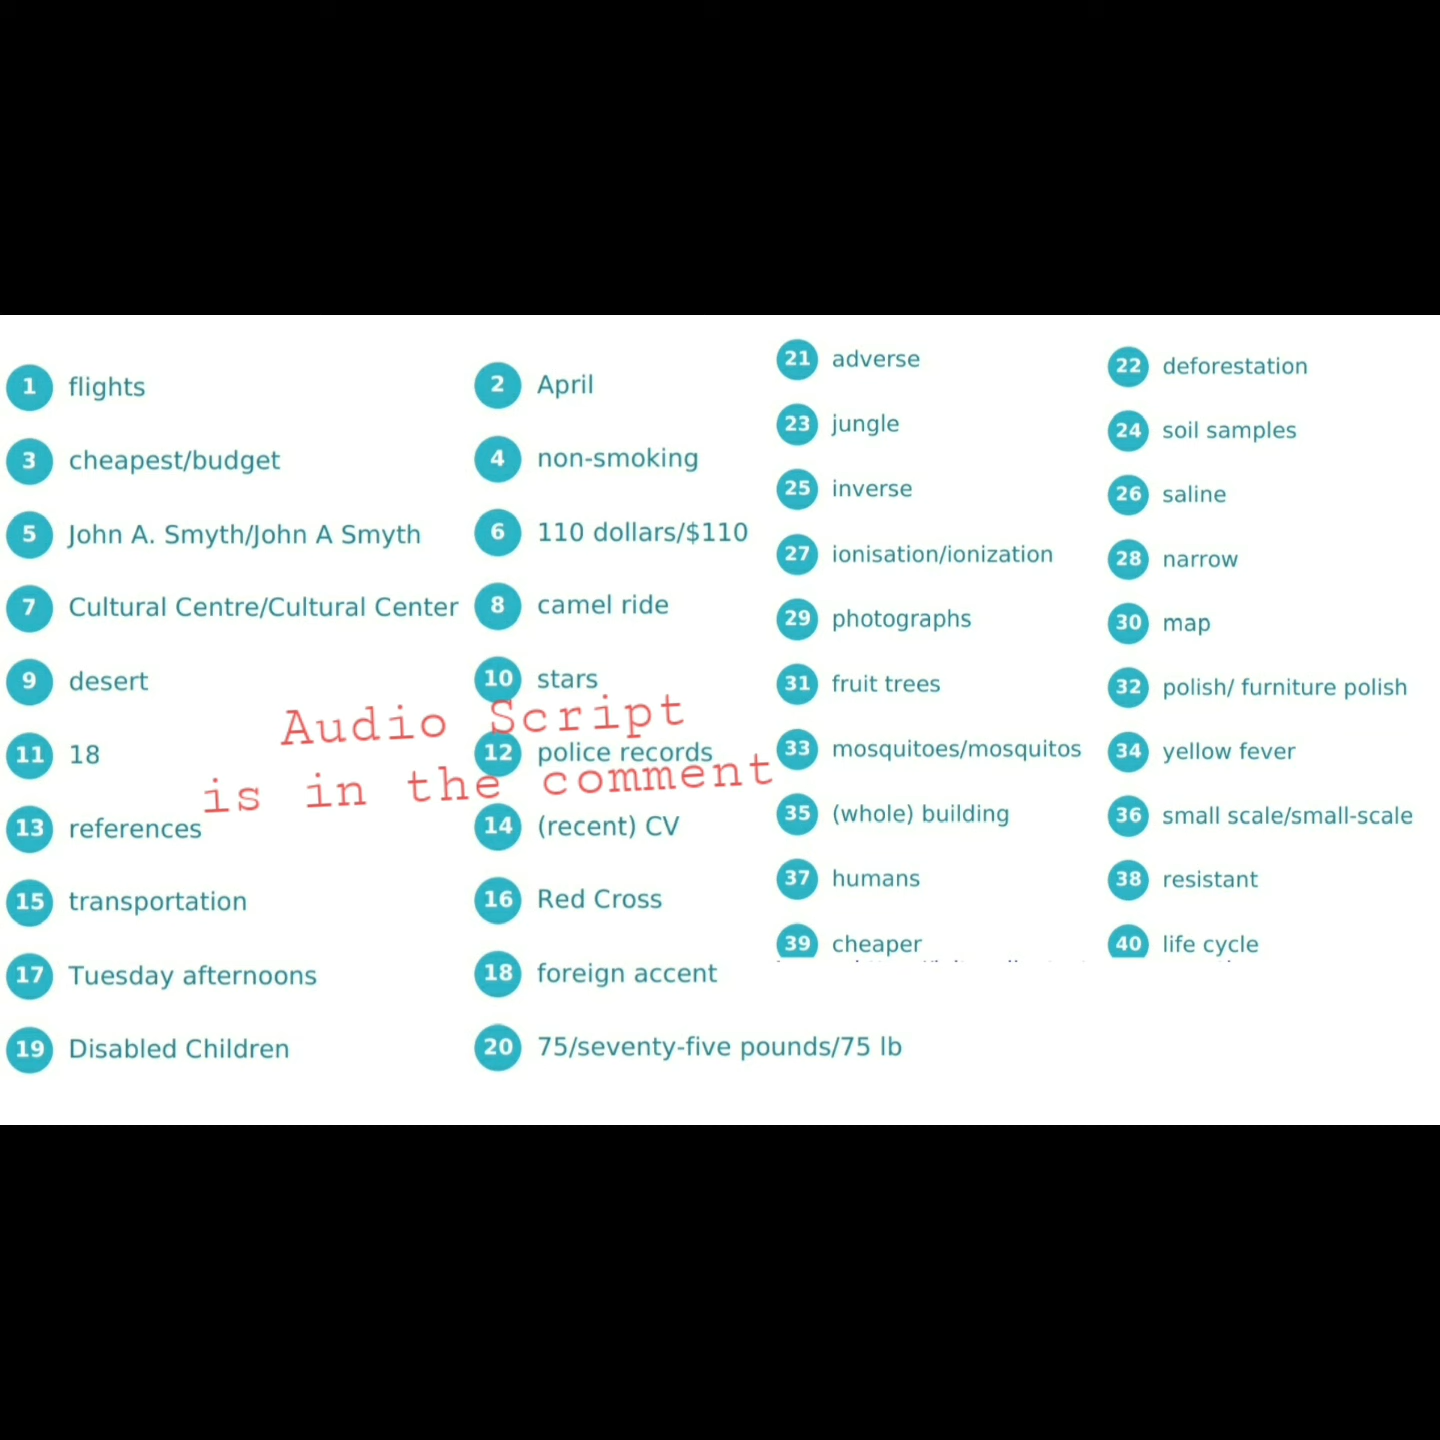 1 flights
2 April
3 cheapest/budget
4 non-smoking
5 John A. Smyth/John A Smyth
6 110 dollars/$110
7 Cultural Centre/Cultural Center
8 camel ride
9 desert
10 stars
11 18
12 police records
13 references
14 (recent) CV
15 transportation
16 Red Cross
17 Tuesday afternoons
18 foreign accent
19 Disabled Children
20 75/seventy-five pounds/75 lb
Audio Script
is in the comment
21 adverse
22 deforestation
23 jungle
24 soil samples
25 inverse
26 saline
27 ionisation/ionization
28 narrow
29 photographs
30 map
31 fruit trees
32 polish/ furniture polish
33 mosquitoes/mosquitos
34 yellow fever
35 (whole) building
36 small scale/small-scale
37 humans
38 resistant
39 cheaper
40 life cycle